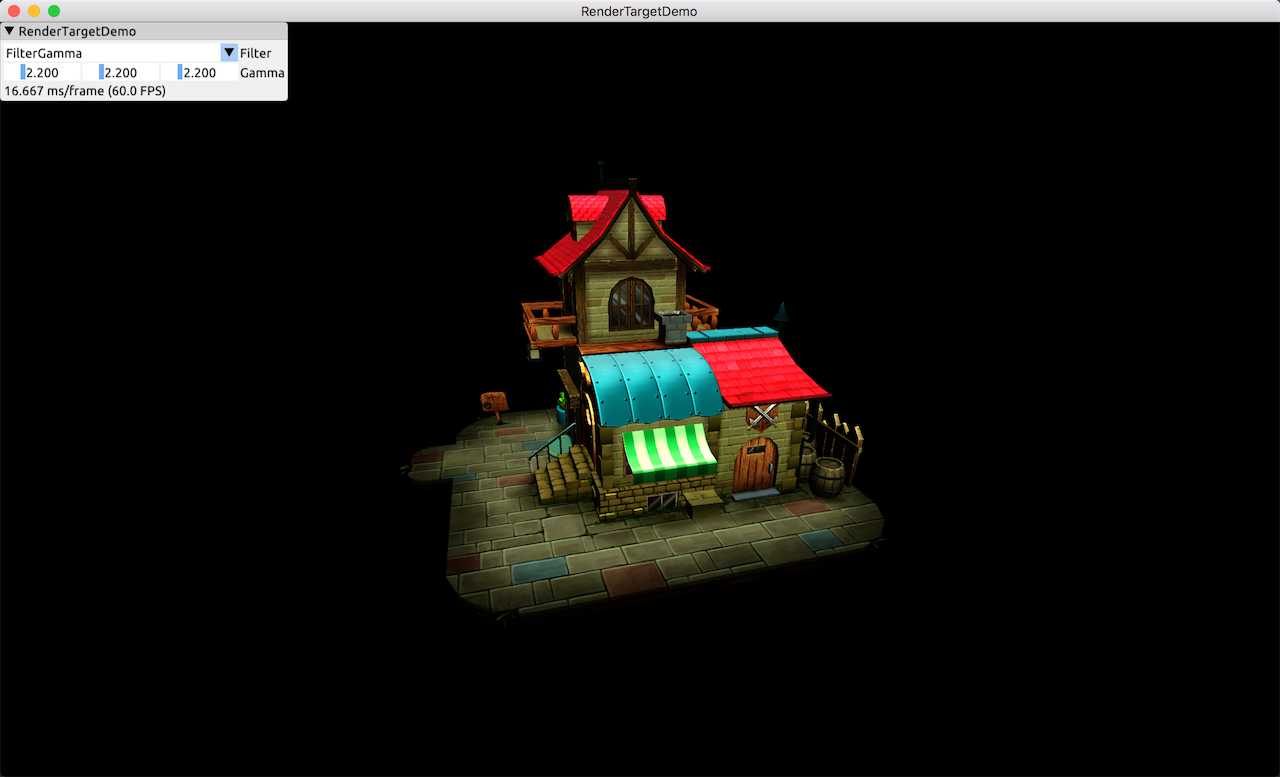 RenderTargetDemo
RenderTargetDemo
FilterGamma Filter
2.200 2.200 2.200 Gamma
16.667 ms/frame (60.0 FPS)